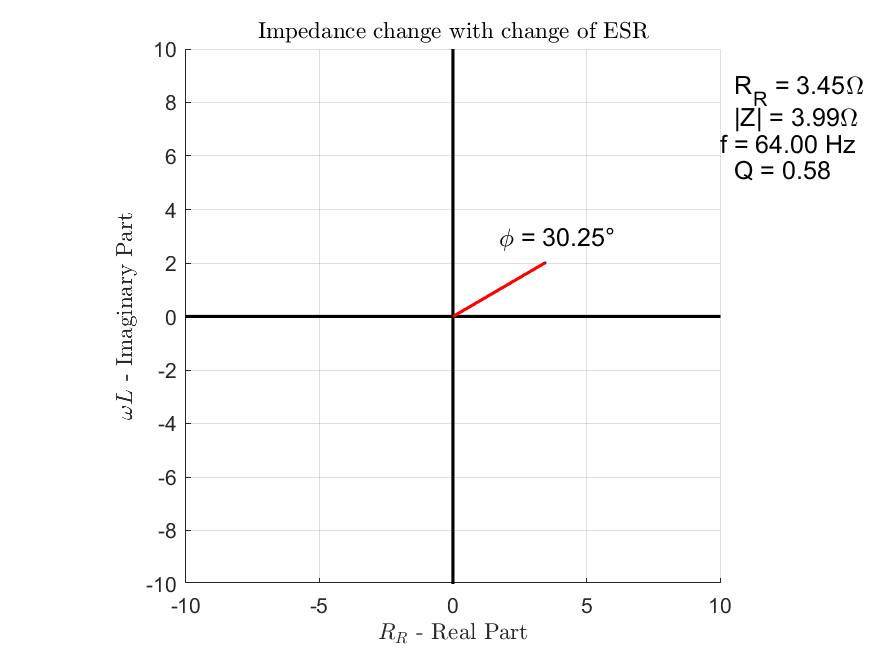 Impedance change with change of ESR
10
8
6
4
2
0
-2
-4
-6
-8
-10
-10 -5 0 5 10
ωL - Imaginary Part
R_R - Real Part
ϕ = 30.25°
R_R = 3.45Ω
|Z| = 3.99Ω
f = 64.00 Hz
Q = 0.58